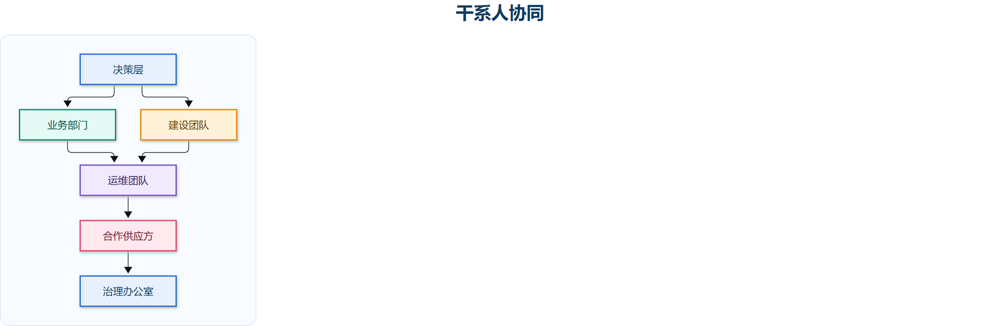 干系人协同
决策层
业务部门
建设团队
运维团队
合作供应方
治理办公室